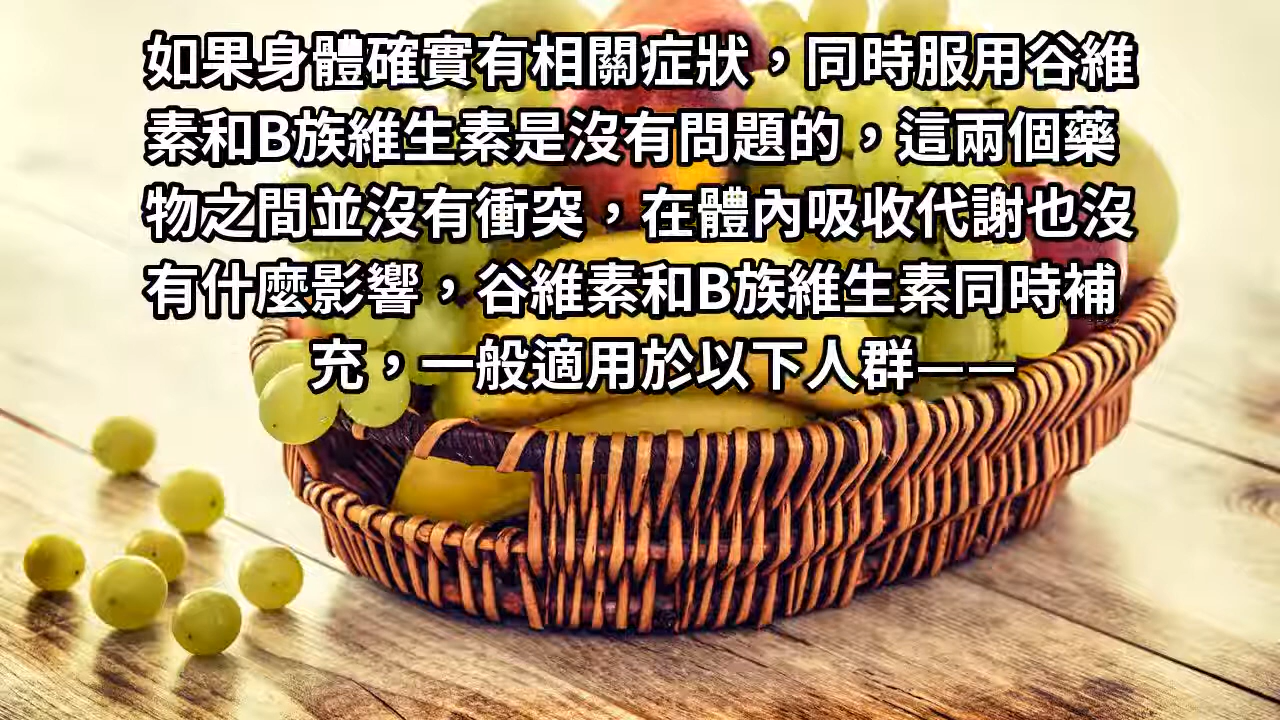 如果身體確實有相關症狀，同時服用谷維
素和B族維生素是沒有問題的，這兩個藥
物之間並沒有衝突，在體內吸收代謝也沒
有什麼影響，谷維素和B族維生素同時補
充，一般適用於以下人群——